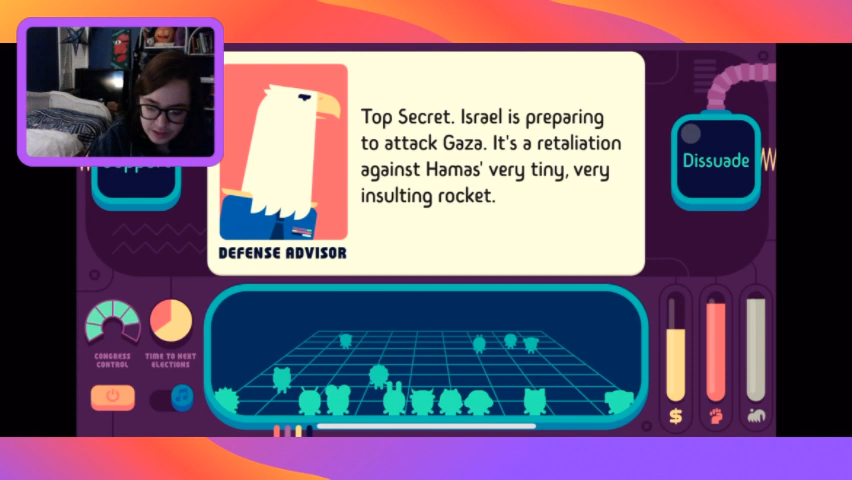 Top Secret. Israel is preparing
to attack Gaza. It's a retaliation
against Hamas' very tiny, very
insulting rocket.
Dissuade
DEFENSE ADVISOR
CONGRESS
CONTROL
TIME TO NEXT
ELECTIONS
$